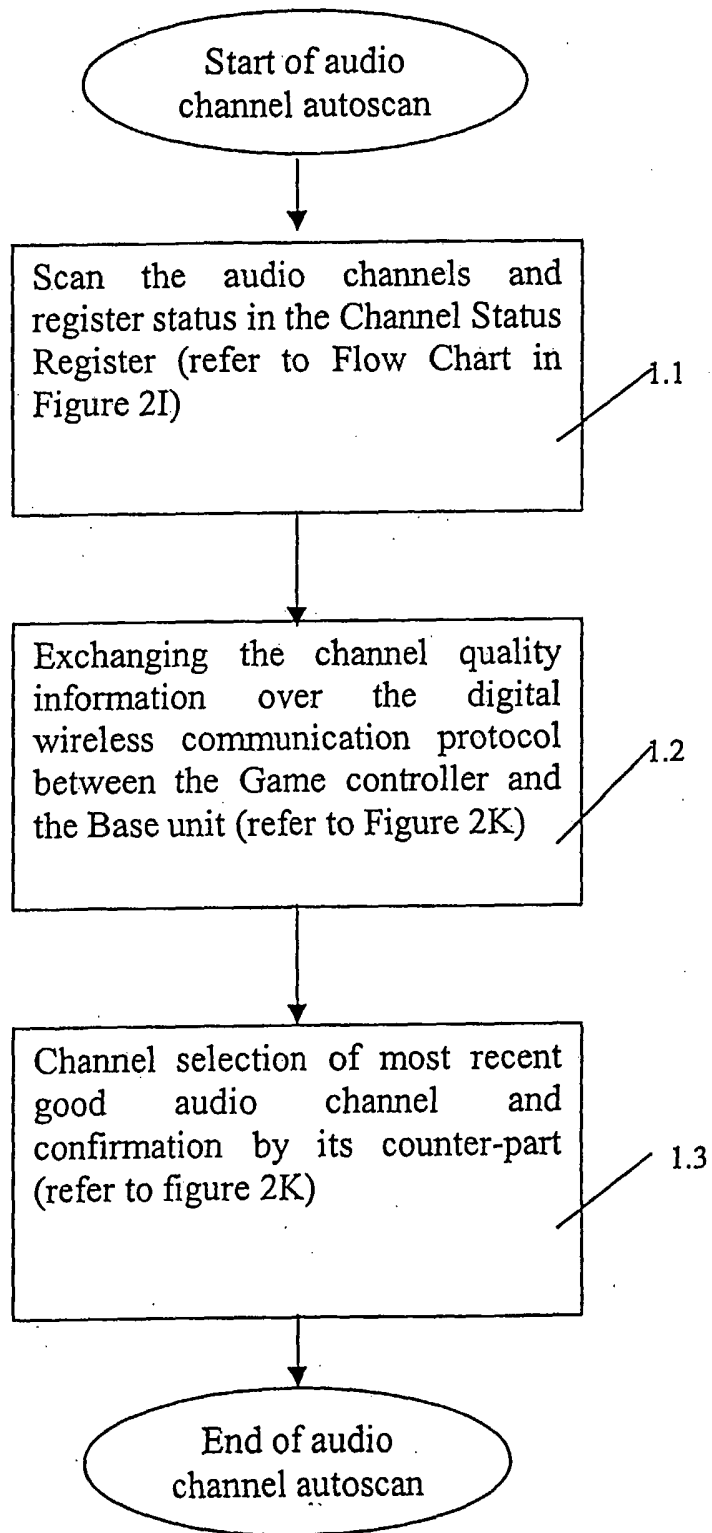 Start of audio
channel autoscan
Scan the audio channels and
register status in the Channel Status
Register (refer to Flow Chart in
Figure 2I)
1.1
Exchanging the channel quality
information over the digital
wireless communication protocol
between the Game controller and
the Base unit (refer to Figure 2K)
1.2
Channel selection of most recent
good audio channel and
confirmation by its counter-part
(refer to figure 2K)
1.3
End of audio
channel autoscan